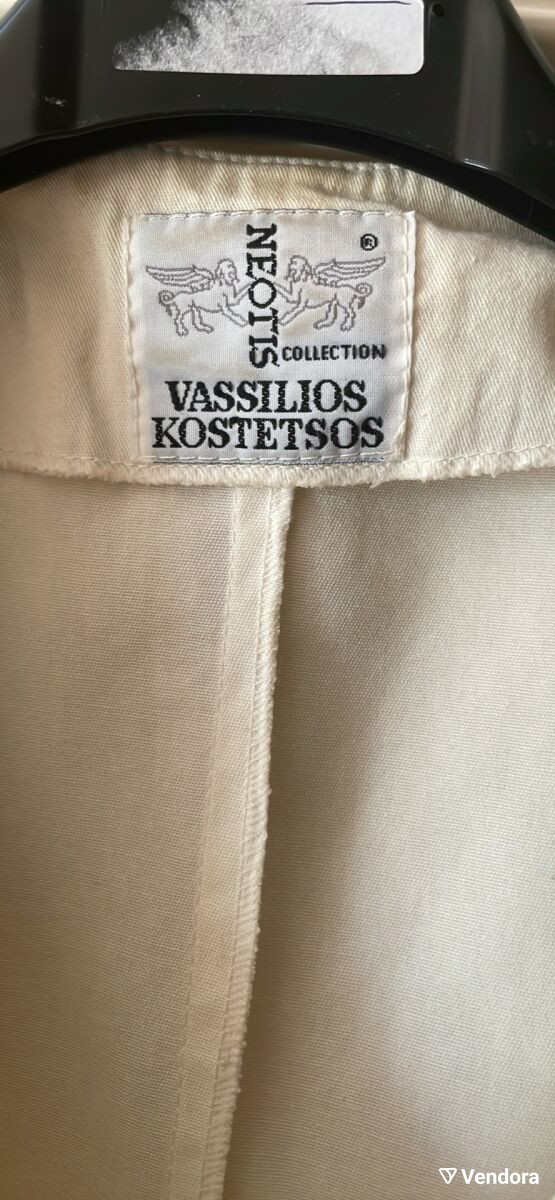 ®
NEOTIS
COLLECTION
VASSILIOS
KOSTETSOS
Vendora